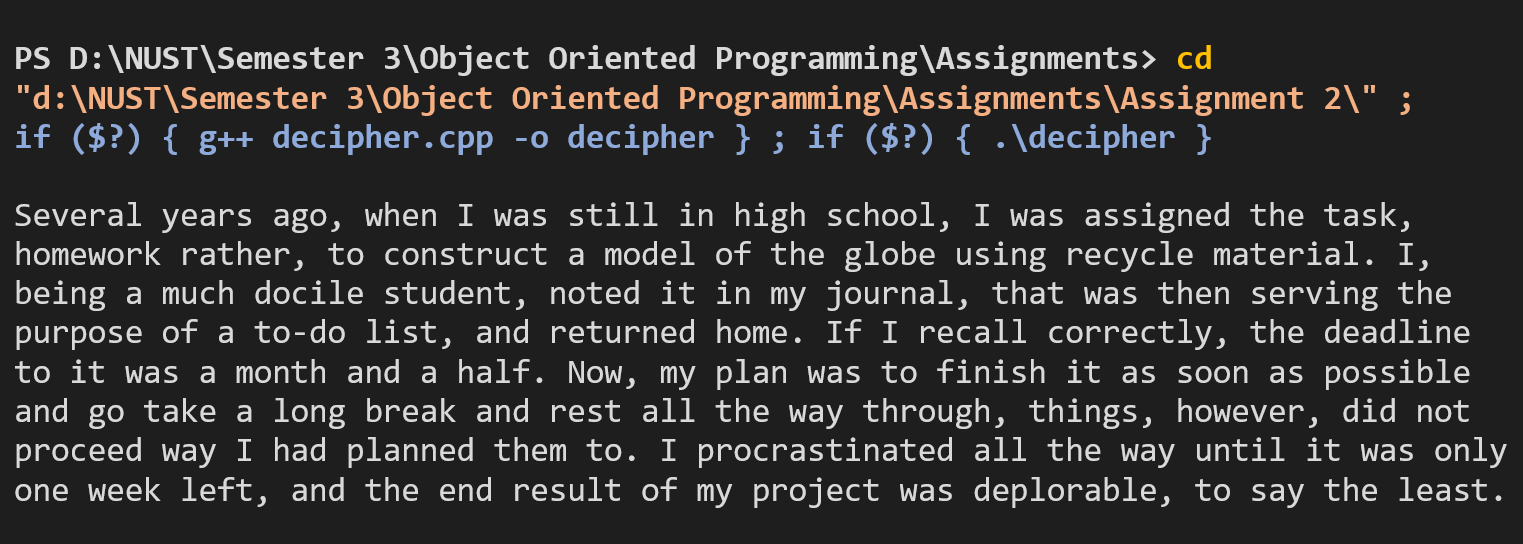 PS D:\NUST\Semester 3\Object Oriented Programming\Assignments> cd
"d:\NUST\Semester 3\Object Oriented Programming\Assignments\Assignment 2\" ;
if ($?) { g++ decipher.cpp -o decipher } ; if ($?) { .\decipher }
Several years ago, when I was still in high school, I was assigned the task,
homework rather, to construct a model of the globe using recycle material. I,
being a much docile student, noted it in my journal, that was then serving the
purpose of a to-do list, and returned home. If I recall correctly, the deadline
to it was a month and a half. Now, my plan was to finish it as soon as possible
and go take a long break and rest all the way through, things, however, did not
proceed way I had planned them to. I procrastinated all the way until it was only
one week left, and the end result of my project was deplorable, to say the least.